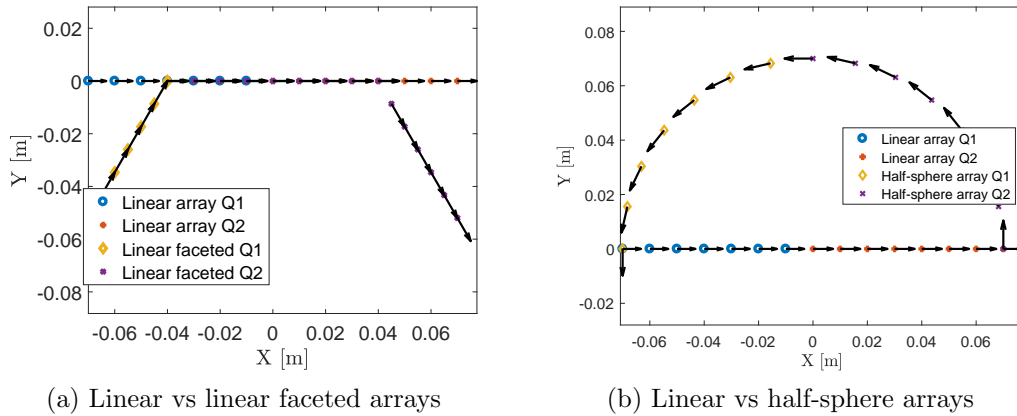 0.02
0
-0.02
-0.04
-0.06
-0.08
Y [m]
Linear array Q1
Linear array Q2
Linear faceted Q1
Linear faceted Q2
-0.06 -0.04 -0.02 0 0.02 0.04 0.06
X [m]
(a) Linear vs linear faceted arrays
0.08
0.06
0.04
0.02
0
-0.02
Y [m]
Linear array Q1
Linear array Q2
Half-sphere array Q1
Half-sphere array Q2
-0.06 -0.04 -0.02 0 0.02 0.04 0.06
X [m]
(b) Linear vs half-sphere arrays